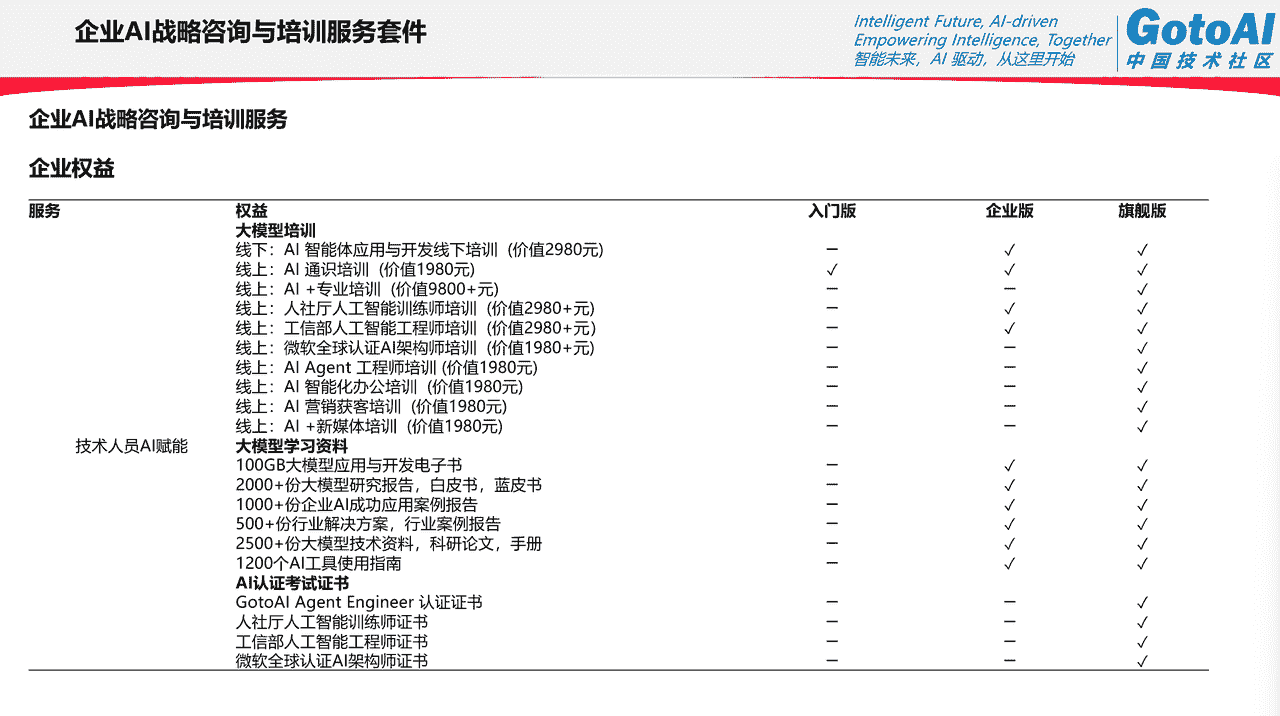 企业AI战略咨询与培训服务套件
Intelligent Future, AI-driven
Empowering Intelligence, Together
智能未来，AI 驱动，从这里开始
GotoAI
中国技术社区
企业AI战略咨询与培训服务
企业权益
服务 权益 入门版 企业版 旗舰版
大模型培训
线下：AI 智能体应用与开发线下培训（价值2980元） — ✓ ✓
线上：AI 通识培训（价值1980元） ✓ ✓ ✓
线上：AI +专业培训（价值9800+元） — — ✓
线上：人社厅人工智能训练师培训（价值2980+元） — ✓ ✓
线上：工信部人工智能工程师培训（价值2980+元） — ✓ ✓
线上：微软全球认证AI架构师培训（价值1980+元） — — ✓
线上：AI Agent 工程师培训 (价值1980元) — — ✓
线上：AI 智能化办公培训（价值1980元） — — ✓
线上：AI 营销获客培训（价值1980元） — — ✓
线上：AI +新媒体培训（价值1980元） — — ✓
技术人员AI赋能 大模型学习资料
100GB大模型应用与开发电子书 — ✓ ✓
2000+份大模型研究报告，白皮书，蓝皮书 — ✓ ✓
1000+份企业AI成功应用案例报告 — ✓ ✓
500+份行业解决方案，行业案例报告 — ✓ ✓
2500+份大模型技术资料，科研论文，手册 — ✓ ✓
1200个AI工具使用指南 — ✓ ✓
AI认证考试证书
GotoAI Agent Engineer 认证证书 — — ✓
人社厅人工智能训练师证书 — — ✓
工信部人工智能工程师证书 — — ✓
微软全球认证AI架构师证书 — — ✓